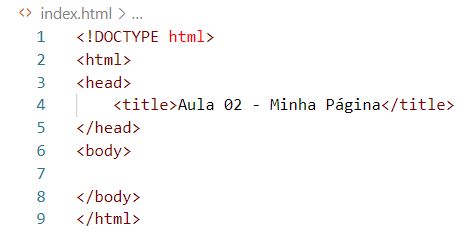 index.html > ...
1 <!DOCTYPE html>
2 <html>
3 <head>
4 <title>Aula 02 - Minha Página</title>
5 </head>
6 <body>
7
8 </body>
9 </html>